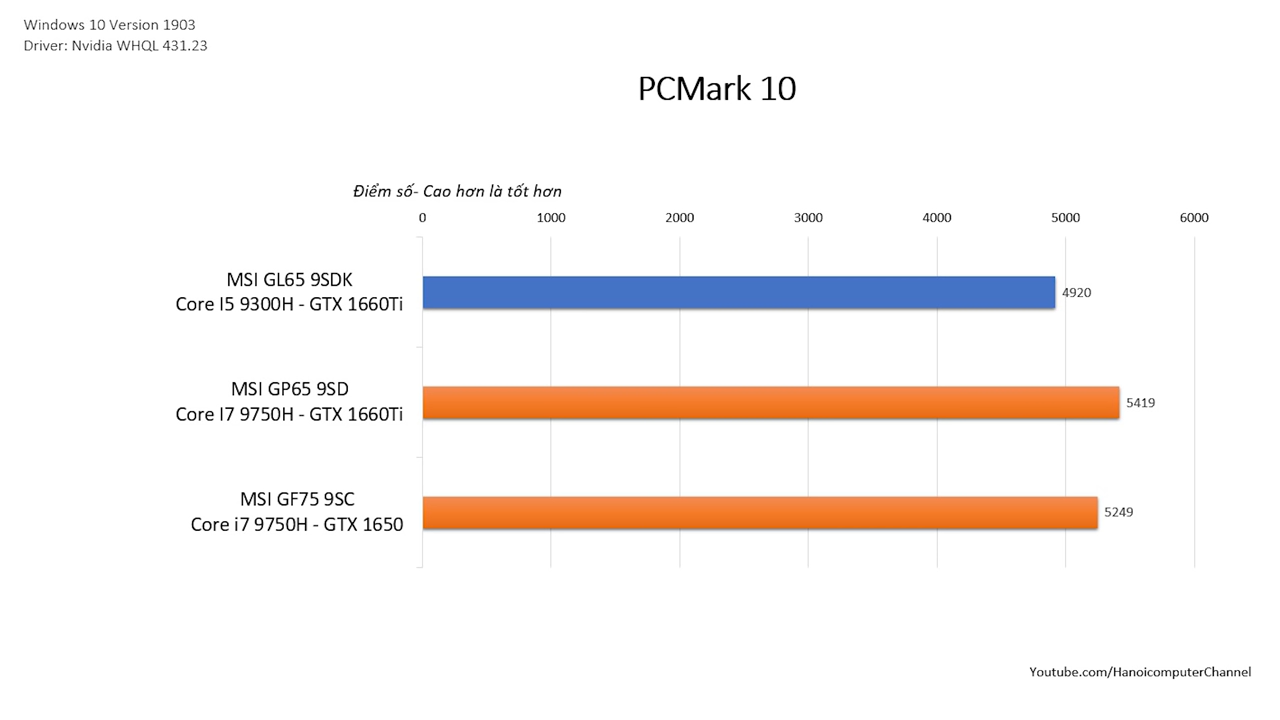 Windows 10 Version 1903
Driver: Nvidia WHQL 431.23
PCMark 10
Điểm số- Cao hơn là tốt hơn
0 1000 2000 3000 4000 5000 6000
MSI GL65 9SDK
Core I5 9300H - GTX 1660Ti
4920
MSI GP65 9SD
Core I7 9750H - GTX 1660Ti
5419
MSI GF75 9SC
Core i7 9750H - GTX 1650
5249
Youtube.com/HanoicomputerChannel